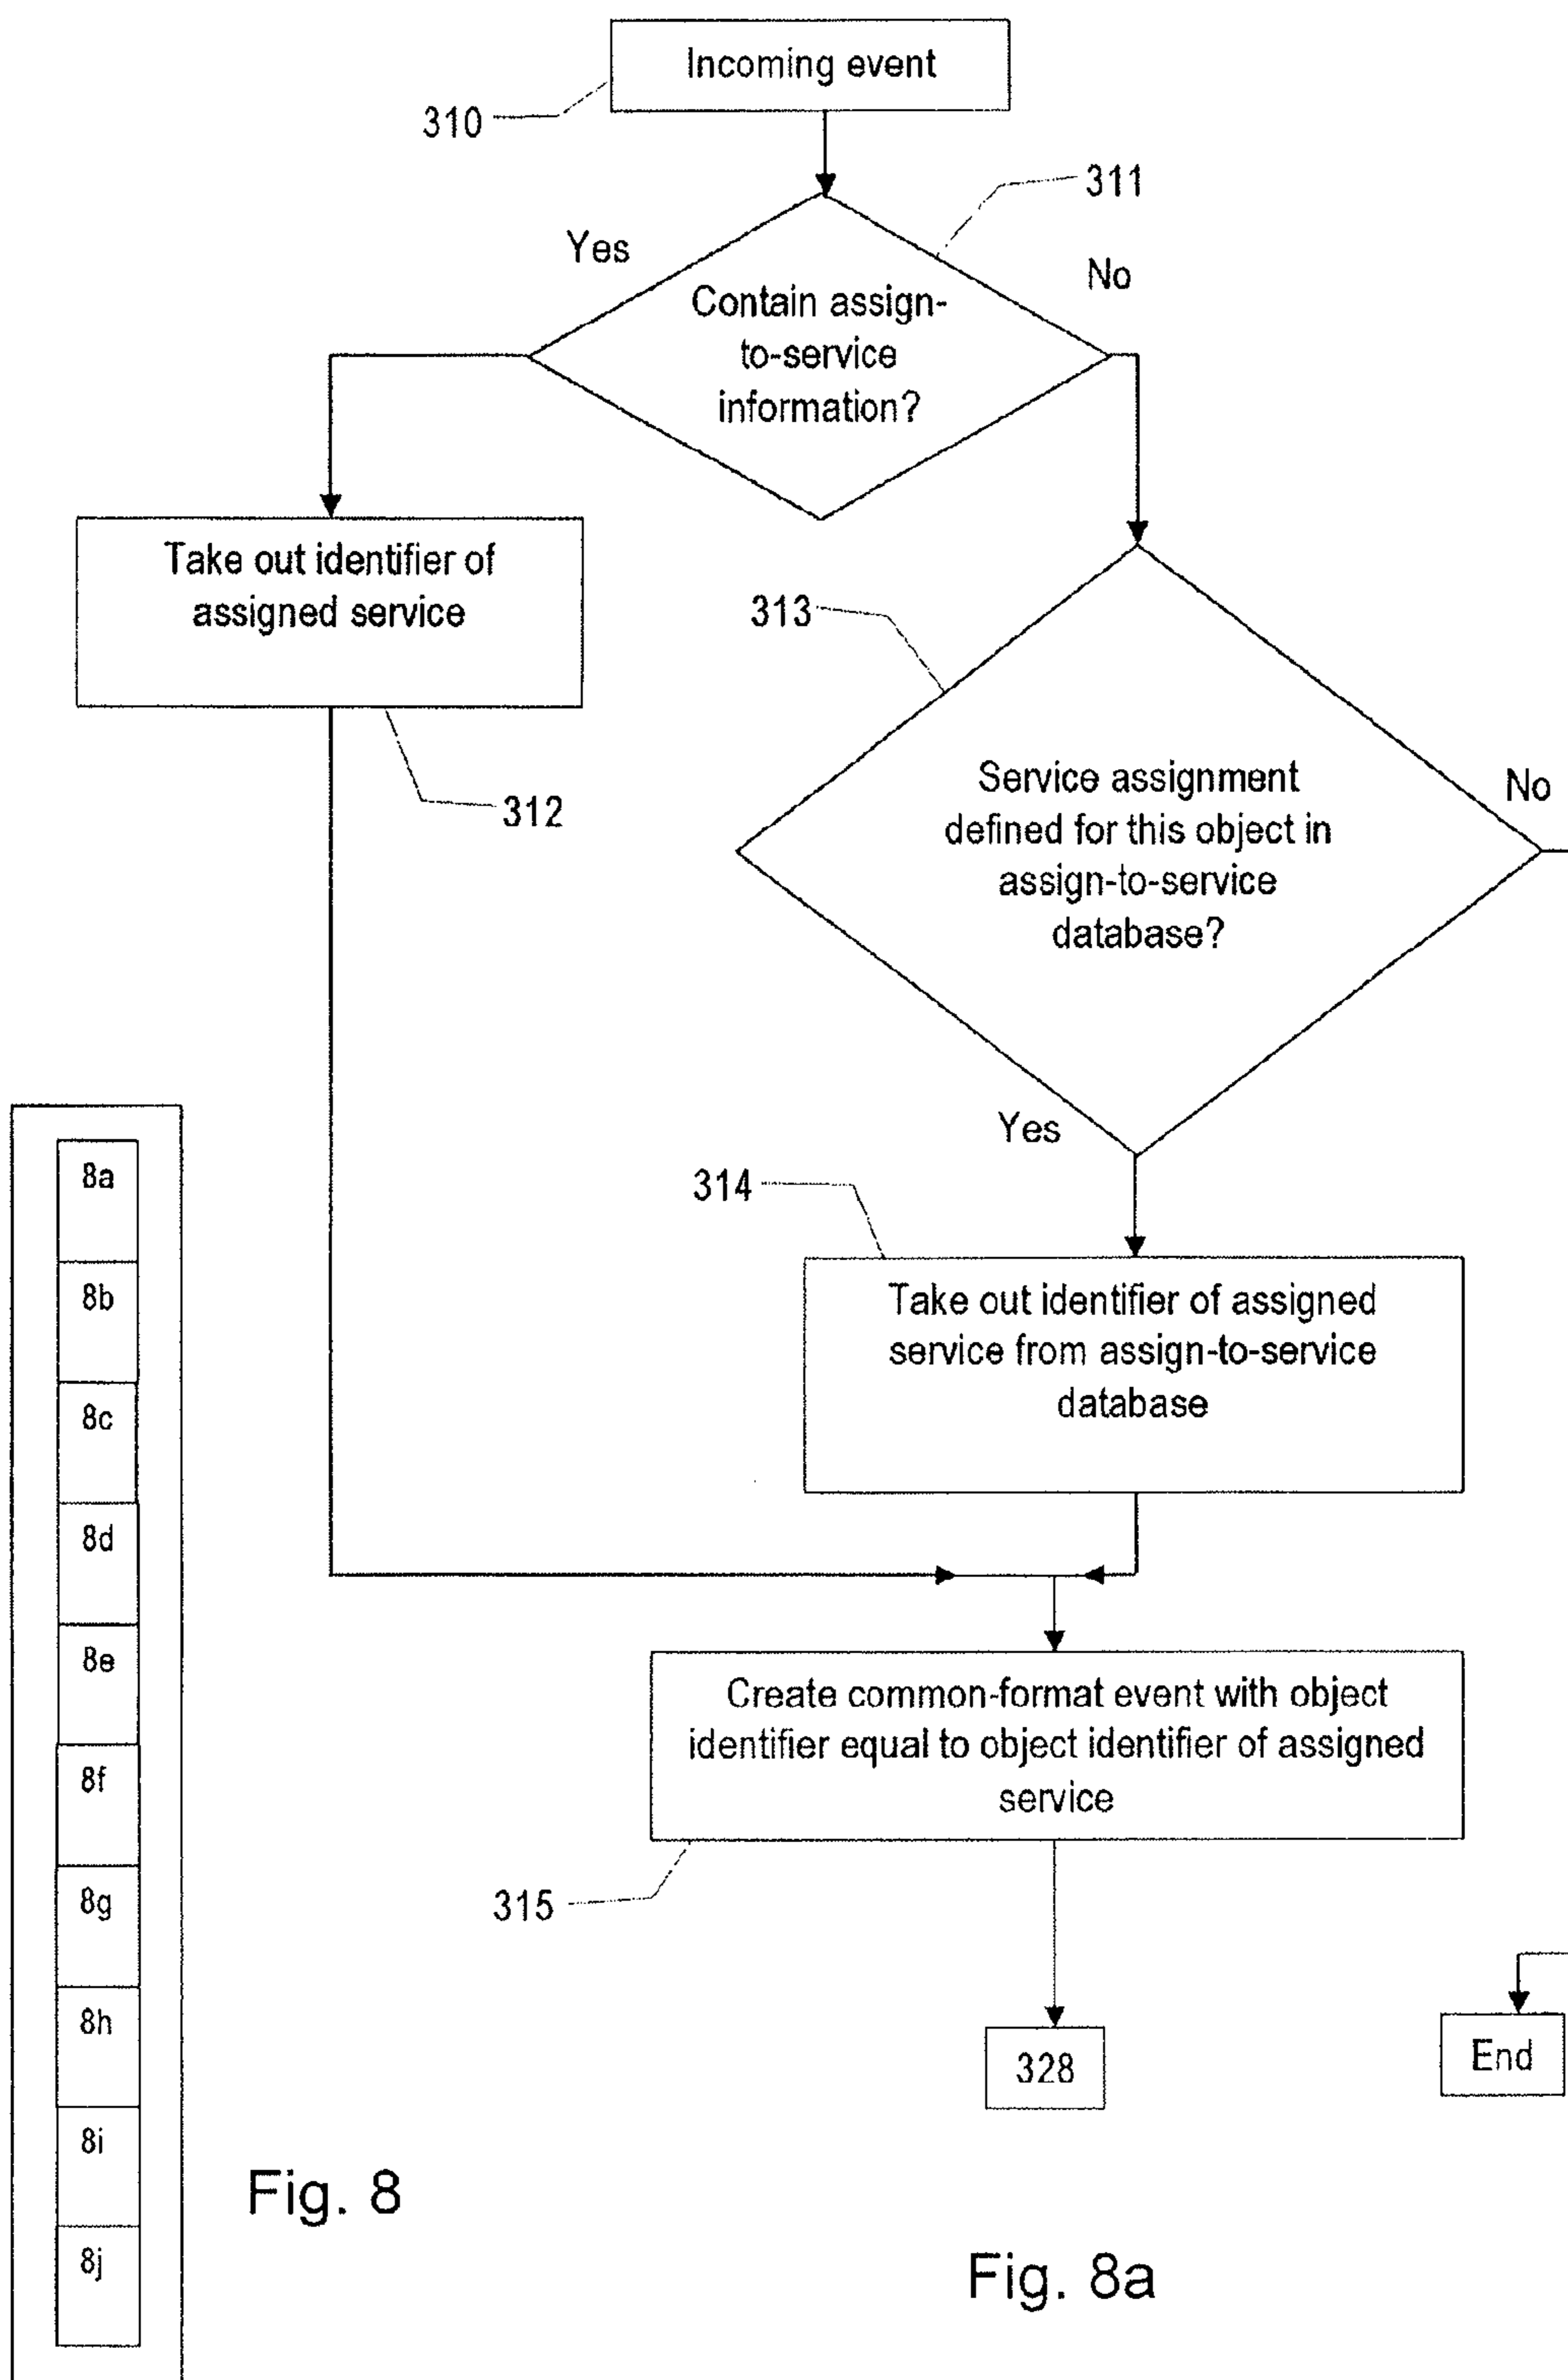 Incoming event
310
311
Yes
No
Contain assign-
to-service
information?
Take out identifier of
assigned service
312
313
Service assignment
defined for this object in
assign-to-service
database?
No
Yes
314
Take out identifier of assigned
service from assign-to-service
database
Create common-format event with object
identifier equal to object identifier of assigned
service
315
328
End
8a
8b
8c
8d
8e
8f
8g
8h
8i
8j
Fig. 8
Fig. 8a